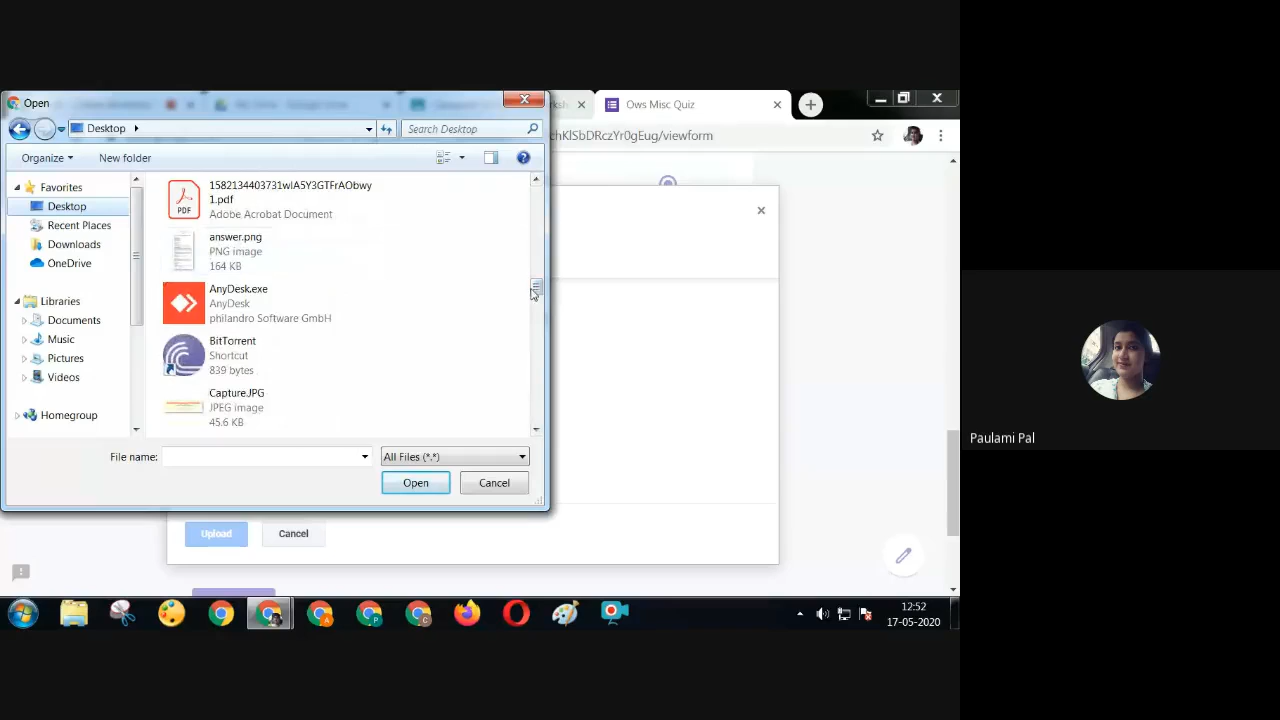 Open
Ows Misc Quiz
Desktop
Search Desktop
chKlSbDRczYr0gEug/viewform
Organize
New folder
Favorites
Desktop
Recent Places
Downloads
OneDrive
Libraries
Documents
Music
Pictures
Videos
Homegroup
1582134403731wIA5Y3GTFrAObwy
1.pdf
Adobe Acrobat Document
PDF
answer.png
PNG image
164 KB
AnyDesk.exe
AnyDesk
philandro Software GmbH
BitTorrent
Shortcut
839 bytes
Capture.JPG
JPEG image
45.6 KB
File name:
All Files (*.*)
Open
Cancel
Upload
Cancel
Paulami Pal
12:52
17-05-2020